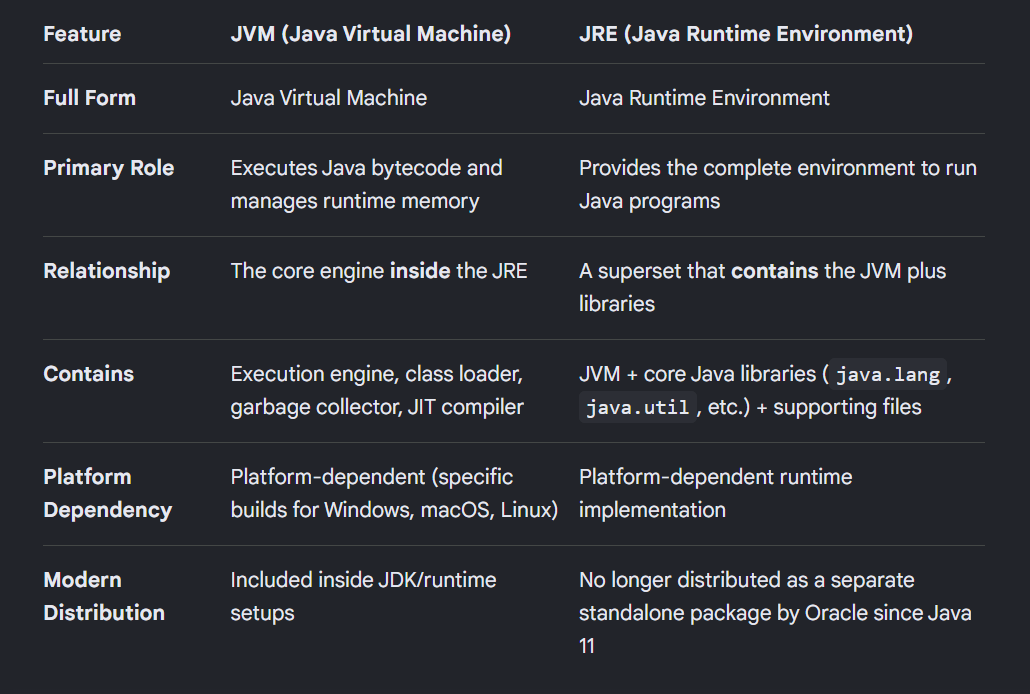 Feature JVM (Java Virtual Machine) JRE (Java Runtime Environment)
Full Form Java Virtual Machine Java Runtime Environment
Primary Role Executes Java bytecode and Provides the complete environment to run
manages runtime memory Java programs
Relationship The core engine inside the JRE A superset that contains the JVM plus
libraries
Contains Execution engine, class loader, JVM + core Java libraries ( java.lang ,
garbage collector, JIT compiler java.util , etc.) + supporting files
Platform Platform-dependent (specific Platform-dependent runtime
Dependency builds for Windows, macOS, Linux) implementation
Modern Included inside JDK/runtime No longer distributed as a separate
Distribution setups standalone package by Oracle since Java
11